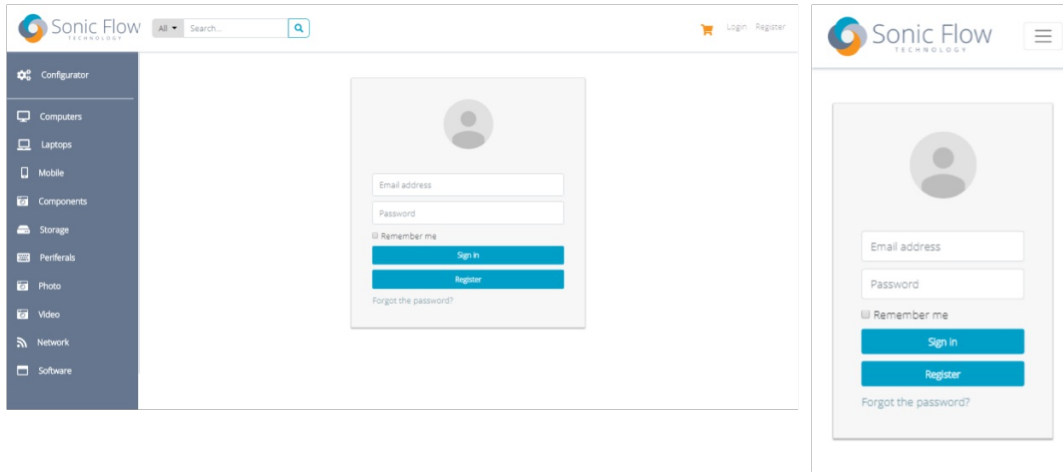 Sonic Flow
TECHNOLOGY
All
Search...
Login Register
Configurator
Computers
Laptops
Mobile
Components
Storage
Periferals
Photo
Video
Network
Software
Email address
Password
Remember me
Sign in
Register
Forgot the password?
Sonic Flow
TECHNOLOGY
Email address
Password
Remember me
Sign in
Register
Forgot the password?